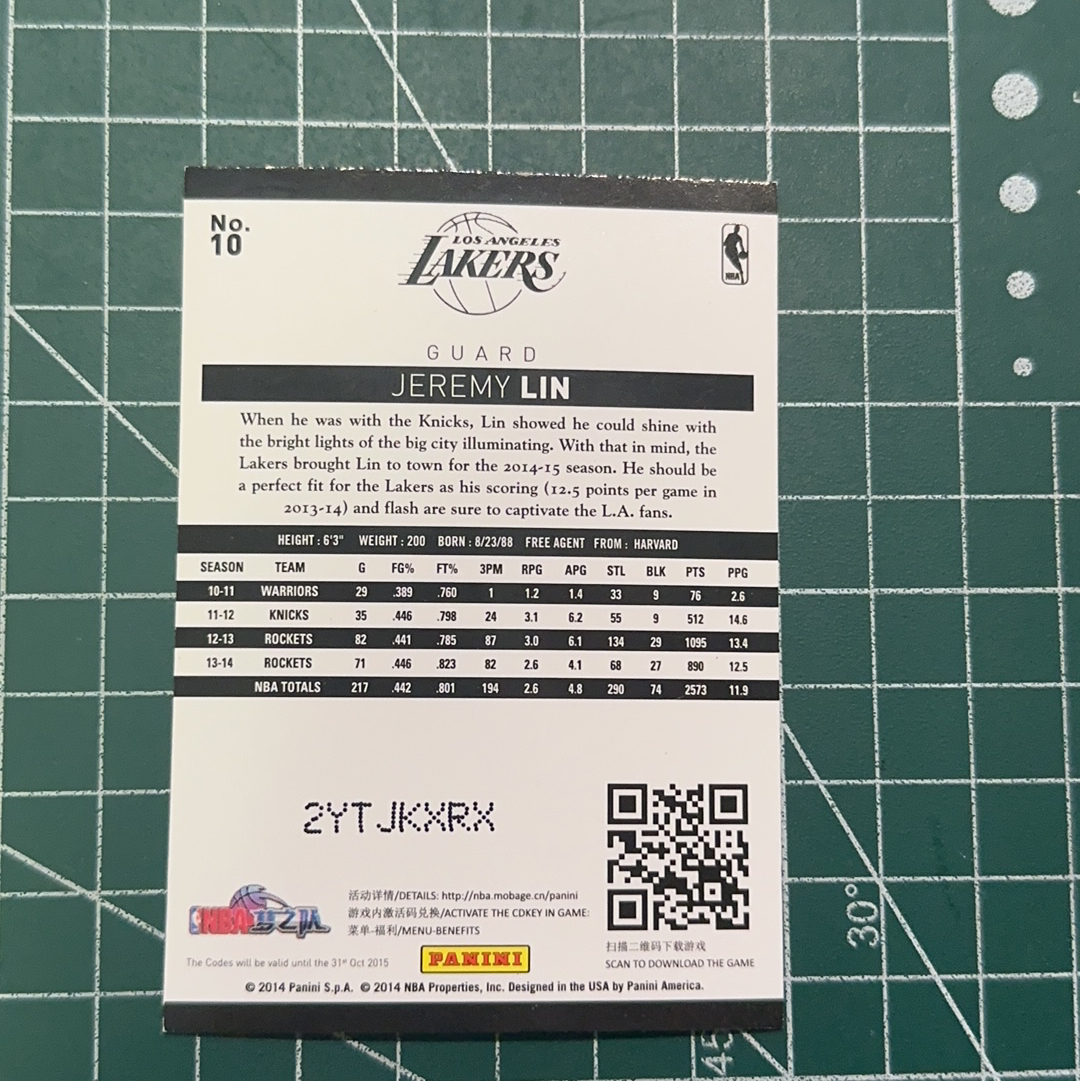 No.
10
LOS ANGELES
LAKERS
NBA
GUARD
JEREMY LIN
When he was with the Knicks, Lin showed he could shine with
the bright lights of the big city illuminating. With that in mind, the
Lakers brought Lin to town for the 2014-15 season. He should be
a perfect fit for the Lakers as his scoring (12.5 points per game in
2013-14) and flash are sure to captivate the L.A. fans.
HEIGHT : 6'3" WEIGHT : 200 BORN : 8/23/88 FREE AGENT FROM : HARVARD
SEASON TEAM G FG% FT% 3PM RPG APG STL BLK PTS PPG
10-11 WARRIORS 29 .389 .760 1 1.2 1.4 33 9 76 2.6
11-12 KNICKS 35 .446 .798 24 3.1 6.2 55 9 512 14.6
12-13 ROCKETS 82 .441 .785 87 3.0 6.1 134 29 1095 13.4
13-14 ROCKETS 71 .446 .823 82 2.6 4.1 68 27 890 12.5
NBA TOTALS 217 .442 .801 194 2.6 4.8 290 74 2573 11.9
2YTJKXRX
NBA梦之队
活动详情/DETAILS: http://nba.mobage.cn/panini
游戏内激活码兑换/ACTIVATE THE CDKEY IN GAME:
菜单-福利/MENU-BENEFITS
扫描二维码下载游戏
SCAN TO DOWNLOAD THE GAME
The Codes will be valid until the 31st Oct 2015
PANINI
© 2014 Panini S.p.A. © 2014 NBA Properties, Inc. Designed in the USA by Panini America.
30°
45